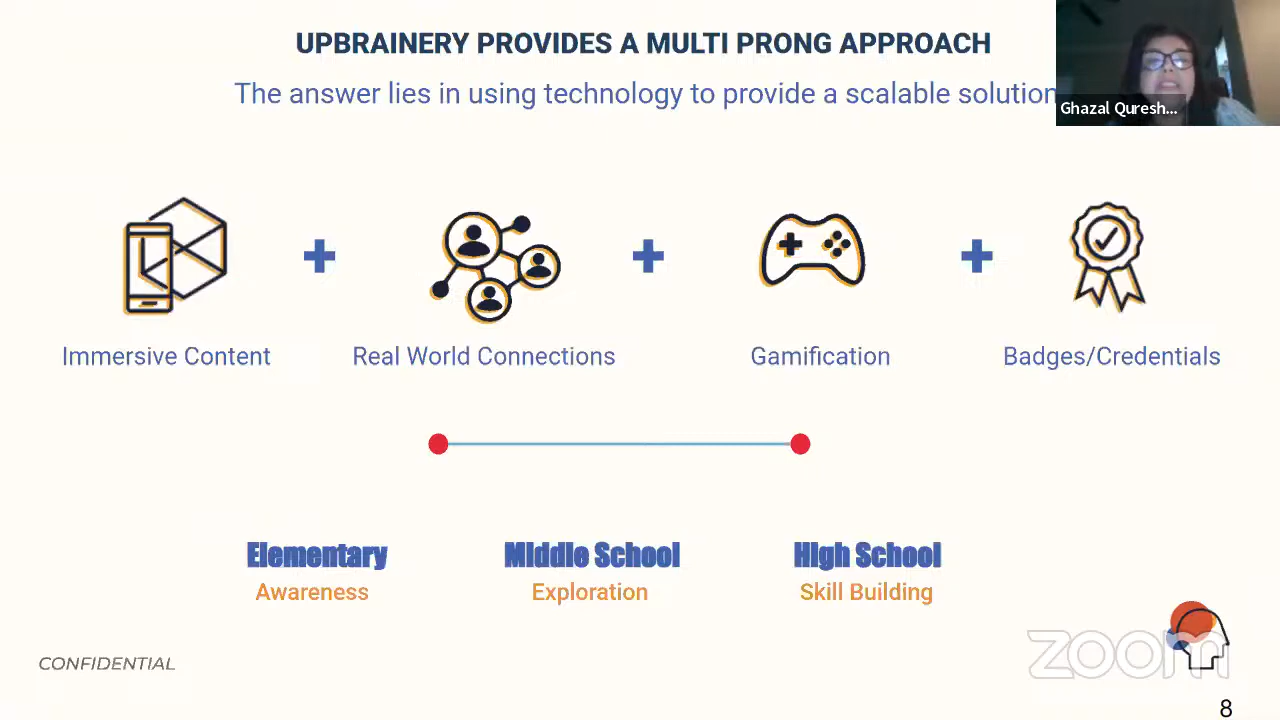 UPBRAINERY PROVIDES A MULTI PRONG APPROACH
The answer lies in using technology to provide a scalable solution
Ghazal Quresh...
Immersive Content
Real World Connections
Gamification
Badges/Credentials
Elementary
Middle School
High School
Awareness
Exploration
Skill Building
CONFIDENTIAL
zoom
8